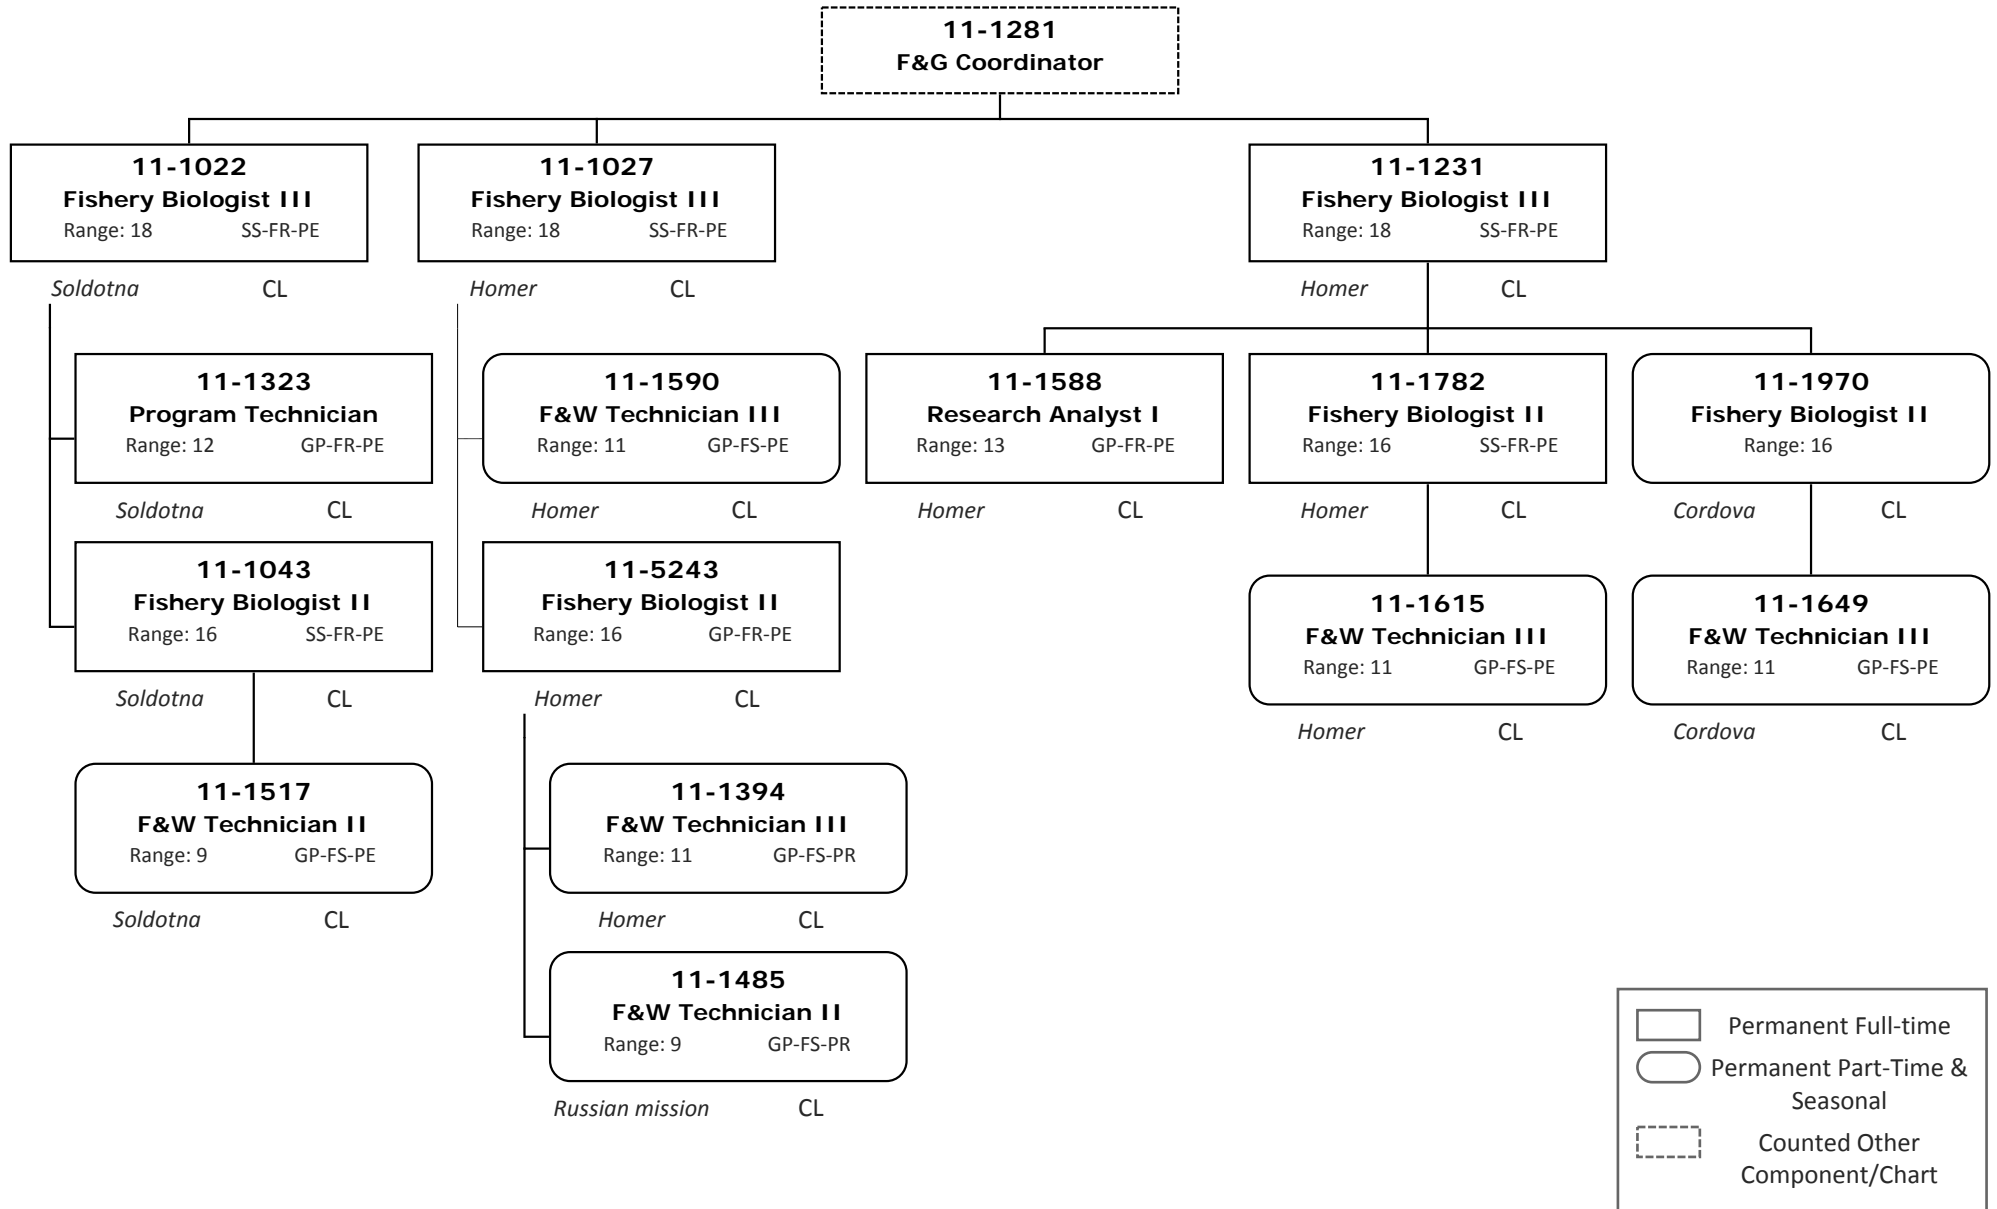 11-1281
F&G Coordinator
11-1022
Fishery Biologist III
Range: 18 SS-FR-PE
Soldotna CL
11-1027
Fishery Biologist III
Range: 18 SS-FR-PE
Homer CL
11-1231
Fishery Biologist III
Range: 18 SS-FR-PE
Homer CL
11-1323
Program Technician
Range: 12 GP-FR-PE
Soldotna CL
11-1590
F&W Technician III
Range: 11 GP-FS-PE
Homer CL
11-1588
Research Analyst I
Range: 13 GP-FR-PE
Homer CL
11-1782
Fishery Biologist II
Range: 16 SS-FR-PE
Homer CL
11-1970
Fishery Biologist II
Range: 16
Cordova CL
11-1043
Fishery Biologist II
Range: 16 SS-FR-PE
Soldotna CL
11-5243
Fishery Biologist II
Range: 16 GP-FR-PE
Homer CL
11-1615
F&W Technician III
Range: 11 GP-FS-PE
Homer CL
11-1649
F&W Technician III
Range: 11 GP-FS-PE
Cordova CL
11-1517
F&W Technician II
Range: 9 GP-FS-PE
Soldotna CL
11-1394
F&W Technician III
Range: 11 GP-FS-PR
Homer CL
11-1485
F&W Technician II
Range: 9 GP-FS-PR
Russian mission CL
Permanent Full-time
Permanent Part-Time &
Seasonal
Counted Other
Component/Chart